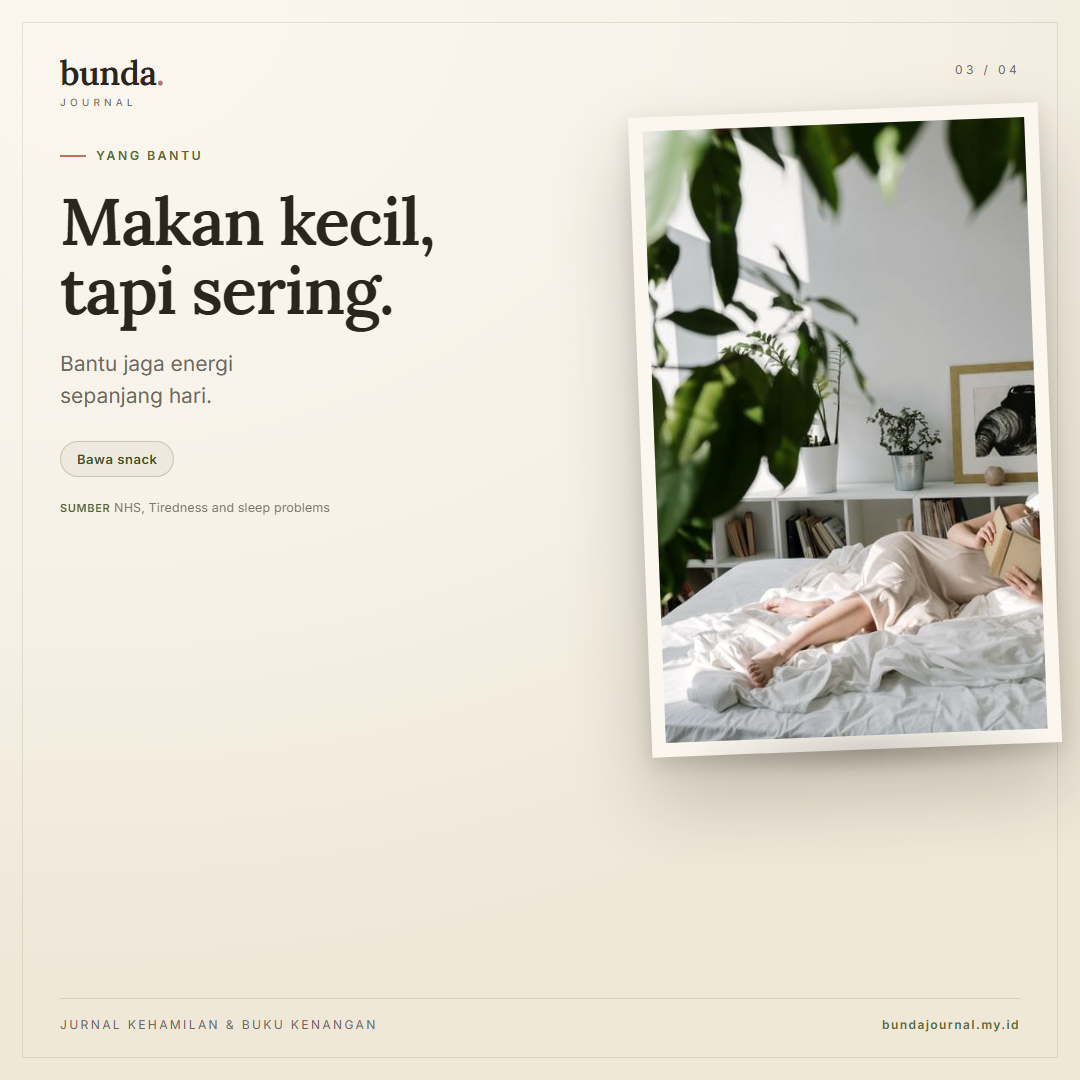 bunda.
JOURNAL
03 / 04
YANG BANTU
Makan kecil,
tapi sering.
Bantu jaga energi
sepanjang hari.
Bawa snack
SUMBER NHS, Tiredness and sleep problems
JURNAL KEHAMILAN & BUKU KENANGAN
bundajournal.my.id